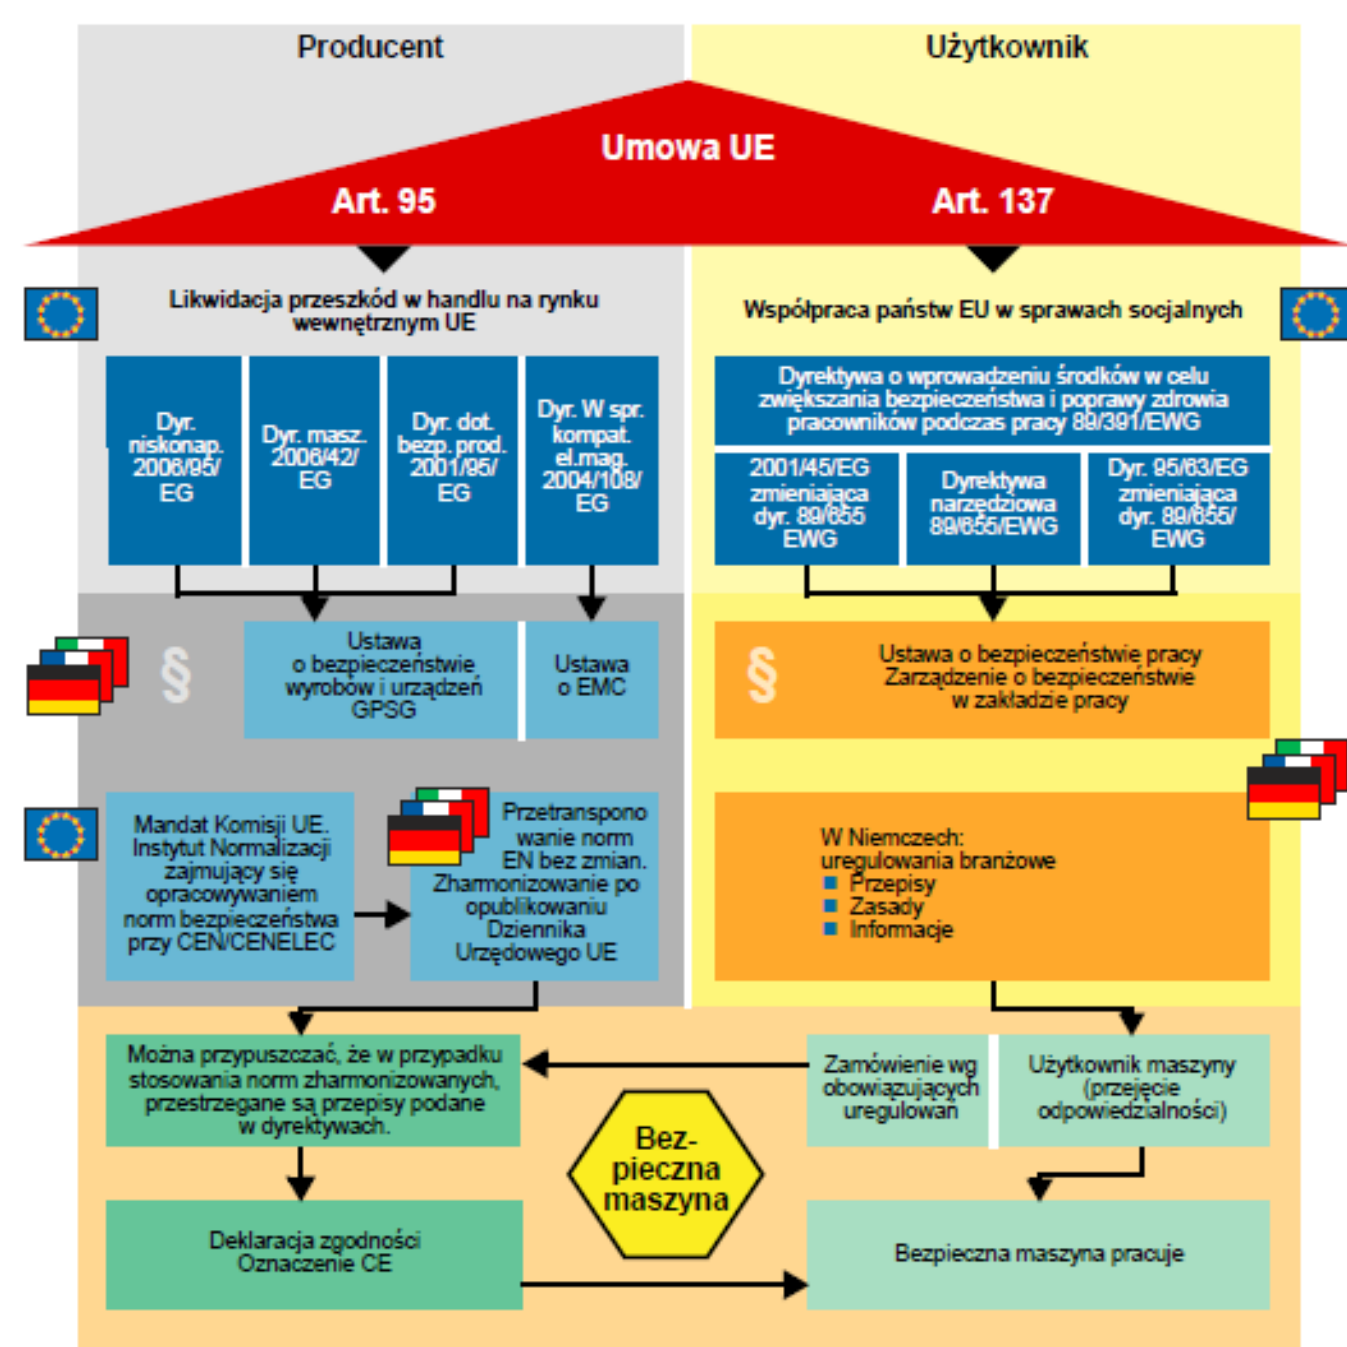 Producent
Użytkownik
Umowa UE
Art. 95
Art. 137
Likwidacja przeszkód w handlu na rynku
wewnętrznym UE
Współpraca państw EU w sprawach socjalnych
Dyr.
niskonap.
2006/95/
EG
Dyr. masz.
2006/42/
EG
Dyr. dot.
bezp. prod.
2001/95/
EG
Dyr. W spr.
kompat.
el.mag.
2004/108/
EG
Dyrektywa o wprowadzeniu środków w celu
zwiększania bezpieczeństwa i poprawy zdrowia
pracowników podczas pracy 89/391/EWG
2001/45/EG
zmieniająca
dyr. 89/655
EWG
Dyrektywa
narzędziowa
89/655/EWG
Dyr. 95/63/EG
zmieniająca
dyr. 89/655/
EWG
§
Ustawa
o bezpieczeństwie
wyrobów i urządzeń
GPSG
Ustawa
o EMC
§
Ustawa o bezpieczeństwie pracy
Zarządzenie o bezpieczeństwie
w zakładzie pracy
Mandat Komisji UE.
Instytut Normalizacji
zajmujący się
opracowywaniem
norm bezpieczeństwa
przy CEN/CENELEC
Przetranspono
wanie norm
EN bez zmian.
Zharmonizowanie po
opublikowaniu
Dziennika
Urzędowego UE
W Niemczech:
uregulowania branżowe
Przepisy
Zasady
Informacje
Można przypuszczać, że w przypadku
stosowania norm zharmonizowanych,
przestrzegane są przepisy podane
w dyrektywach.
Zamówienie wg
obowiązujących
uregulowań
Użytkownik maszyny
(przejęcie
odpowiedzialności)
Bez-
pieczna
maszyna
Deklaracja zgodności
Oznaczenie CE
Bezpieczna maszyna pracuje